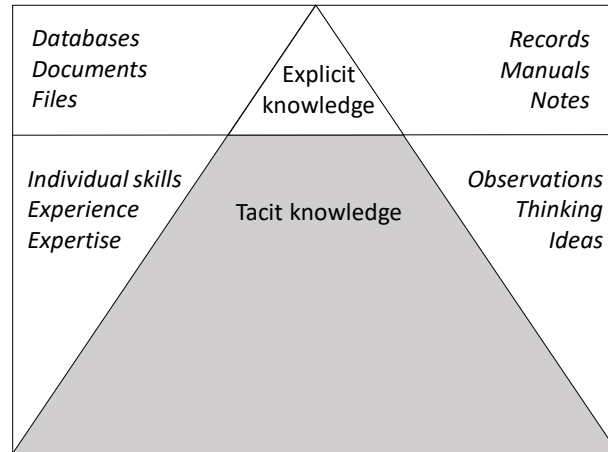 Databases
Documents
Files
Explicit
knowledge
Records
Manuals
Notes
Individual skills
Experience
Expertise
Tacit knowledge
Observations
Thinking
Ideas